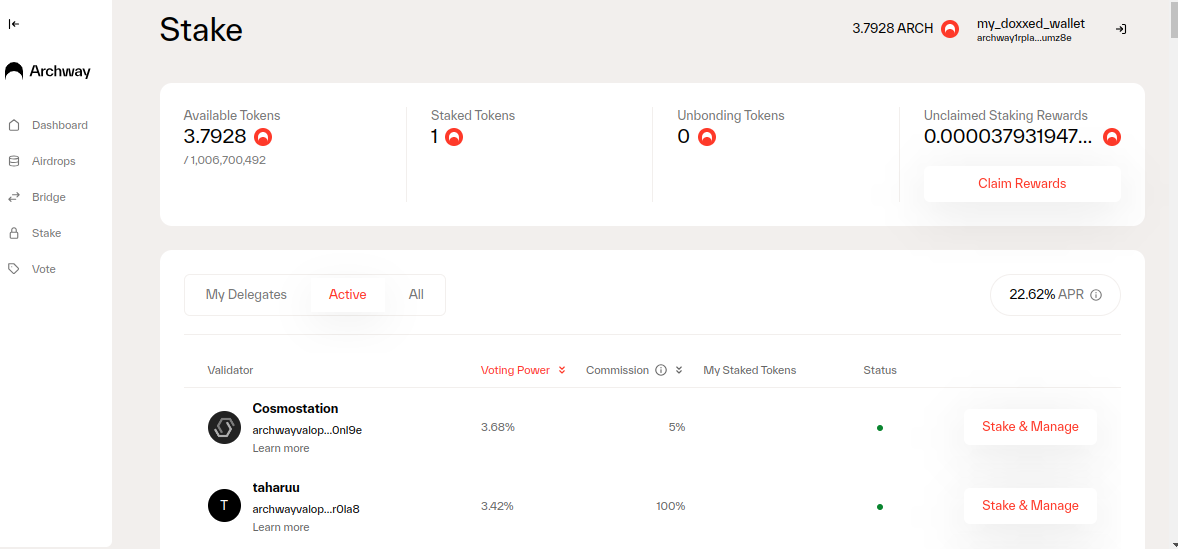 Stake
3.7928 ARCH
my_doxxed_wallet
archway1rpla...umz8e
Archway
Dashboard
Airdrops
Bridge
Stake
Vote
Available Tokens
3.7928
/ 1,006,700,492
Staked Tokens
1
Unbonding Tokens
0
Unclaimed Staking Rewards
0.000037931947...
Claim Rewards
My Delegates
Active
All
22.62% APR
Validator
Voting Power
Commission
My Staked Tokens
Status
Cosmostation
archwayvalop...0nl9e
Learn more
3.68%
5%
Stake & Manage
T
taharuu
archwayvalop...r0la8
Learn more
3.42%
100%
Stake & Manage